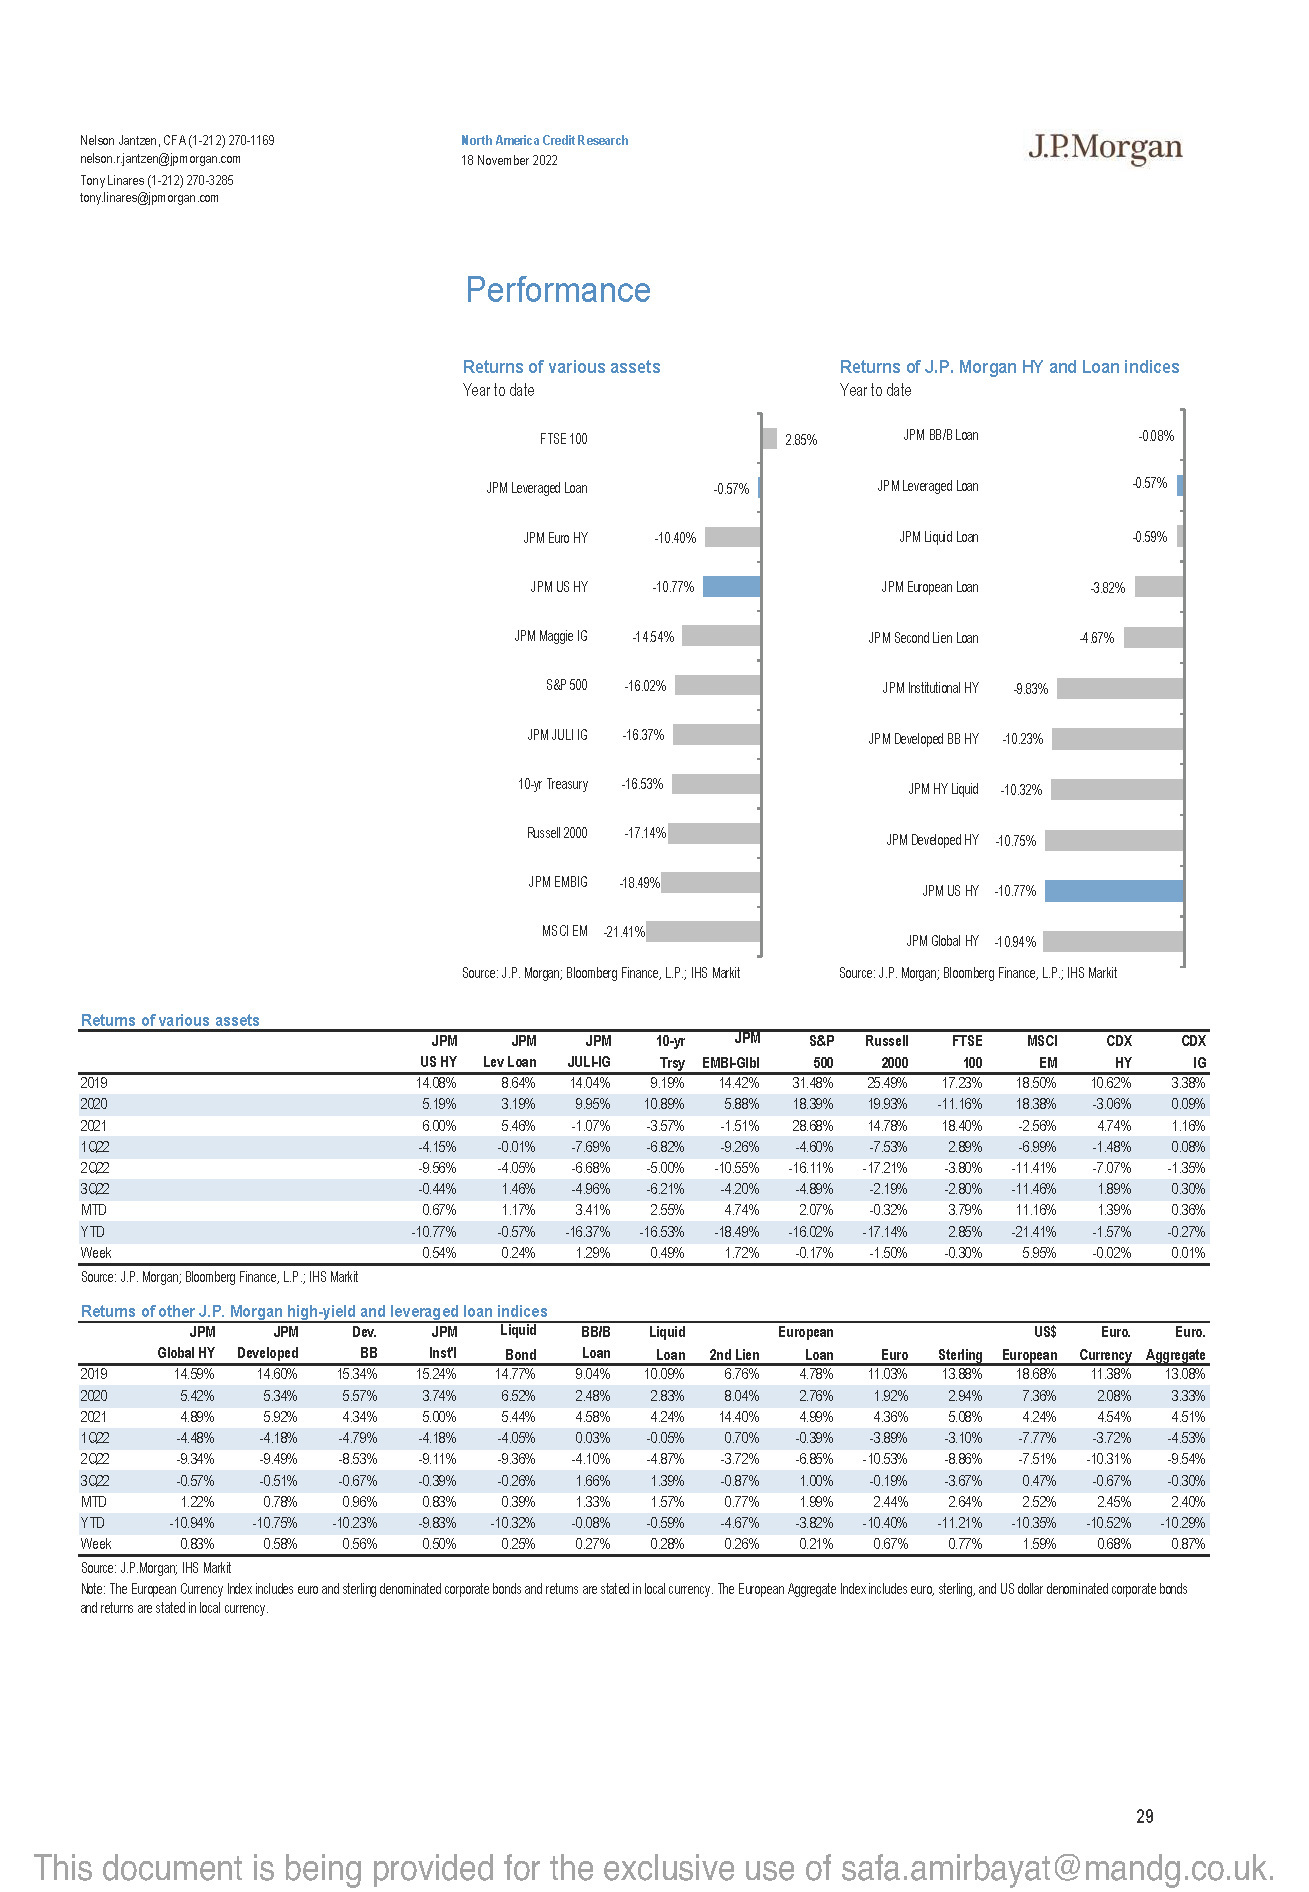 Nelson Jantzen, CFA (1-212) 270-1169
nelson.r.jantzen@jpmorgan.com
Tony Linares (1-212) 270-3285
tony.linares@jpmorgan.com
North America Credit Research
18 November 2022
J.P.Morgan
Performance
Returns of various assets
Year to date
FTSE 100 2.85%
JPM Leveraged Loan -0.57%
JPM Euro HY -10.40%
JPM US HY -10.77%
JPM Maggie IG -14.54%
S&P 500 -16.02%
JPM JULI IG -16.37%
10-yr Treasury -16.53%
Russell 2000 -17.14%
JPM EMBIG -18.49%
MSCI EM -21.41%
Source: J.P. Morgan; Bloomberg Finance, L.P.; IHS Markit
Returns of J.P. Morgan HY and Loan indices
Year to date
JPM BB/B Loan -0.08%
JPM Leveraged Loan -0.57%
JPM Liquid Loan -0.59%
JPM European Loan -3.82%
JPM Second Lien Loan -4.67%
JPM Institutional HY -9.83%
JPM Developed BB HY -10.23%
JPM HY Liquid -10.32%
JPM Developed HY -10.75%
JPM US HY -10.77%
JPM Global HY -10.94%
Source: J.P. Morgan; Bloomberg Finance, L.P.; IHS Markit
Returns of various assets
JPM JPM JPM 10-yr JPM S&P Russell FTSE MSCI CDX CDX
US HY Lev Loan JULI-IG Trsy EMBI-Glbl 500 2000 100 EM HY IG
2019 14.08% 8.64% 14.04% 9.19% 14.42% 31.48% 25.49% 17.23% 18.50% 10.62% 3.38%
2020 5.19% 3.19% 9.95% 10.89% 5.88% 18.39% 19.93% -11.16% 18.38% -3.06% 0.09%
2021 6.00% 5.46% -1.07% -3.57% -1.51% 28.68% 14.78% 18.40% -2.56% 4.74% 1.16%
1Q22 -4.15% -0.01% -7.69% -6.82% -9.26% -4.60% -7.53% 2.89% -6.99% -1.48% 0.08%
2Q22 -9.56% -4.05% -6.68% -5.00% -10.55% -16.11% -17.21% -3.80% -11.41% -7.07% -1.35%
3Q22 -0.44% 1.46% -4.96% -6.21% -4.20% -4.89% -2.19% -2.80% -11.46% 1.89% 0.30%
MTD 0.67% 1.17% 3.41% 2.55% 4.74% 2.07% -0.32% 3.79% 11.16% 1.39% 0.36%
YTD -10.77% -0.57% -16.37% -16.53% -18.49% -16.02% -17.14% 2.85% -21.41% -1.57% -0.27%
Week 0.54% 0.24% 1.29% 0.49% 1.72% -0.17% -1.50% -0.30% 5.95% -0.02% 0.01%
Source: J.P. Morgan; Bloomberg Finance, L.P.; IHS Markit
Returns of other J.P. Morgan high-yield and leveraged loan indices
JPM JPM Dev. JPM Liquid BB/B Liquid European US$ Euro. Euro.
Global HY Developed BB Inst'l Bond Loan Loan 2nd Lien Loan Euro Sterling European Currency Aggregate
2019 14.59% 14.60% 15.34% 15.24% 14.77% 9.04% 10.09% 6.76% 4.78% 11.03% 13.88% 18.68% 11.38% 13.08%
2020 5.42% 5.34% 5.57% 3.74% 6.52% 2.48% 2.83% 8.04% 2.76% 1.92% 2.94% 7.36% 2.08% 3.33%
2021 4.89% 5.92% 4.34% 5.00% 5.44% 4.58% 4.24% 14.40% 4.99% 4.36% 5.08% 4.24% 4.54% 4.51%
1Q22 -4.48% -4.18% -4.79% -4.18% -4.05% 0.03% -0.05% 0.70% -0.39% -3.89% -3.10% -7.77% -3.72% -4.53%
2Q22 -9.34% -9.49% -8.53% -9.11% -9.36% -4.10% -4.87% -3.72% -6.85% -10.53% -8.86% -7.51% -10.31% -9.54%
3Q22 -0.57% -0.51% -0.67% -0.39% -0.26% 1.66% 1.39% -0.87% 1.00% -0.19% -3.67% 0.47% -0.67% -0.30%
MTD 1.22% 0.78% 0.96% 0.83% 0.39% 1.33% 1.57% 0.77% 1.99% 2.44% 2.64% 2.52% 2.45% 2.40%
YTD -10.94% -10.75% -10.23% -9.83% -10.32% -0.08% -0.59% -4.67% -3.82% -10.40% -11.21% -10.35% -10.52% -10.29%
Week 0.83% 0.58% 0.56% 0.50% 0.25% 0.27% 0.28% 0.26% 0.21% 0.67% 0.77% 1.59% 0.68% 0.87%
Source: J.P.Morgan; IHS Markit
Note: The European Currency Index includes euro and sterling denominated corporate bonds and returns are stated in local currency. The European Aggregate Index includes euro, sterling, and US dollar denominated corporate bonds
and returns are stated in local currency.
29
This document is being provided for the exclusive use of safa.amirbayat@mandg.co.uk.